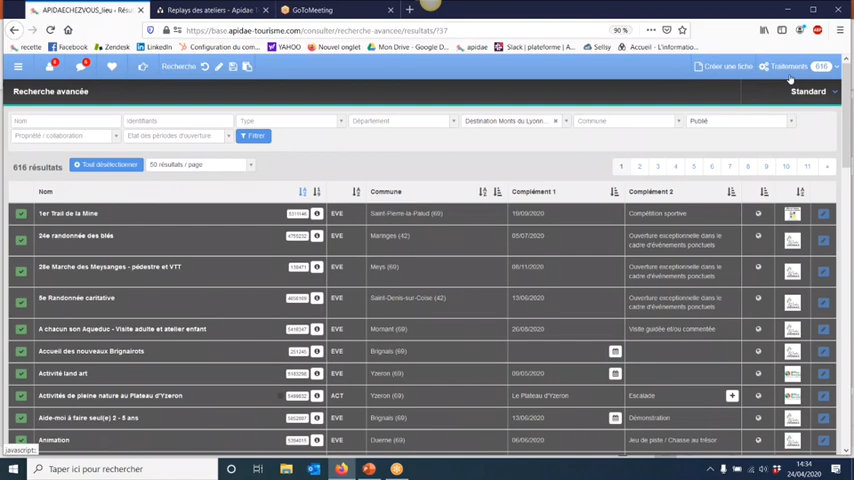 APIDAECHEZVOUS_lieu ‹ Résul
Replays des ateliers - Apidae T
GoToMeeting
https://base.apidae-tourisme.com/consulter/recherche-avancee/resultats/?37
90 %
recette
Facebook
Zendesk
LinkedIn
Configuration du com...
YAHOO
Nouvel onglet
Mon Drive - Google D...
apidae
Slack | plateforme d'A...
Sellsy
Accueil - L'informatio...
Recherche
Créer une fiche
Traitements 616
Recherche avancée
Standard
Nom
Identifiants
Type
Département
Destination Monts du Lyonn...
Commune
Publié
Propriété / collaboration
Etat des périodes d'ouverture
Filtrer
616 résultats
Tout désélectionner
50 résultats / page
1 2 3 4 5 6 7 8 9 10 11 »
Nom
Commune
Complément 1
Complément 2
1er Trail de la Mine
EVE
Saint-Pierre-la-Palud (69)
19/09/2020
Compétition sportive
24e randonnée des blés
4755232
EVE
Maringes (42)
05/07/2020
Ouverture exceptionnelle dans le
cadre d'événements ponctuels
28e Marche des Meysanges - pédestre et VTT
139471
EVE
Meys (69)
08/11/2020
Ouverture exceptionnelle dans le
cadre d'événements ponctuels
5e Randonnée caritative
EVE
Saint-Denis-sur-Coise (42)
13/06/2020
Ouverture exceptionnelle dans le
cadre d'événements ponctuels
A chacun son Aqueduc - Visite adulte et atelier enfant
EVE
Mornant (69)
26/08/2020
Visite guidée et/ou commentée
Accueil des nouveaux Brignairots
251245
EVE
Brignais (69)
Activité land art
EVE
Yzeron (69)
09/05/2020
Activités de pleine nature au Plateau d'Yzeron
ACT
Yzeron (69)
Le Plateau d'Yzeron
Escalade
Aide-moi à faire seul(e) 2 - 5 ans
EVE
Brignais (69)
13/06/2020
Démonstration
Animation
EVE
Duerne (69)
06/06/2020
Jeu de piste / Chasse au trésor
javascript:
Taper ici pour rechercher
14:34
24/04/2020